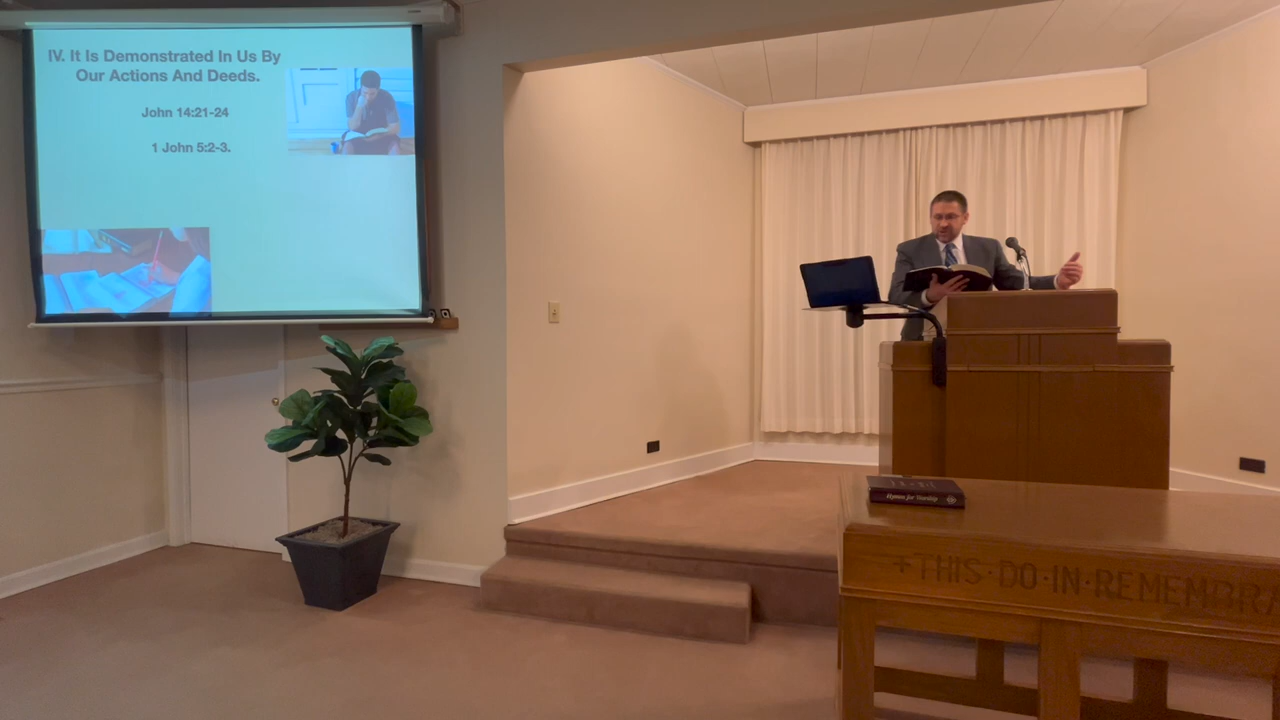 IV. It Is Demonstrated In Us By
Our Actions And Deeds.
John 14:21-24
1 John 5:2-3.
Hymns for Worship
THIS·DO·IN·REMEMBRA